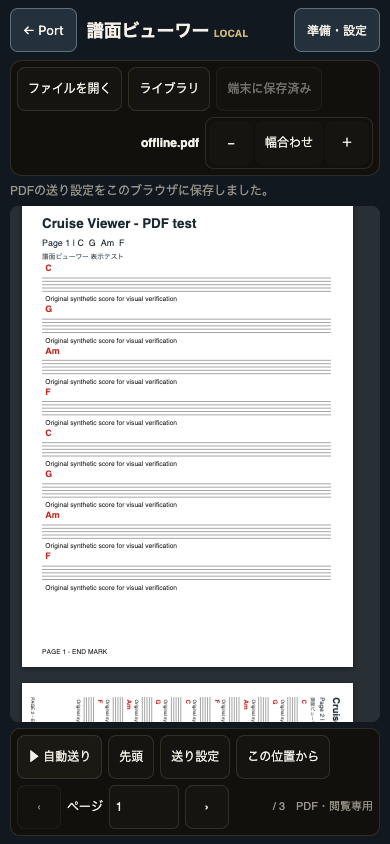 ← Port 譜面ビューワー LOCAL 準備・設定
ファイルを開く ライブラリ 端末に保存済み
offline.pdf － 幅合わせ ＋
PDFの送り設定をこのブラウザに保存しました。
Cruise Viewer - PDF test
Page 1 | C G Am F
譜面ビューワー 表示テスト
C
Original synthetic score for visual verification
G
Original synthetic score for visual verification
Am
Original synthetic score for visual verification
F
Original synthetic score for visual verification
C
Original synthetic score for visual verification
G
Original synthetic score for visual verification
Am
Original synthetic score for visual verification
F
Original synthetic score for visual verification
PAGE 1 - END MARK
▶ 自動送り 先頭 送り設定 この位置から
‹ ページ 1 › / 3 PDF・閲覧専用